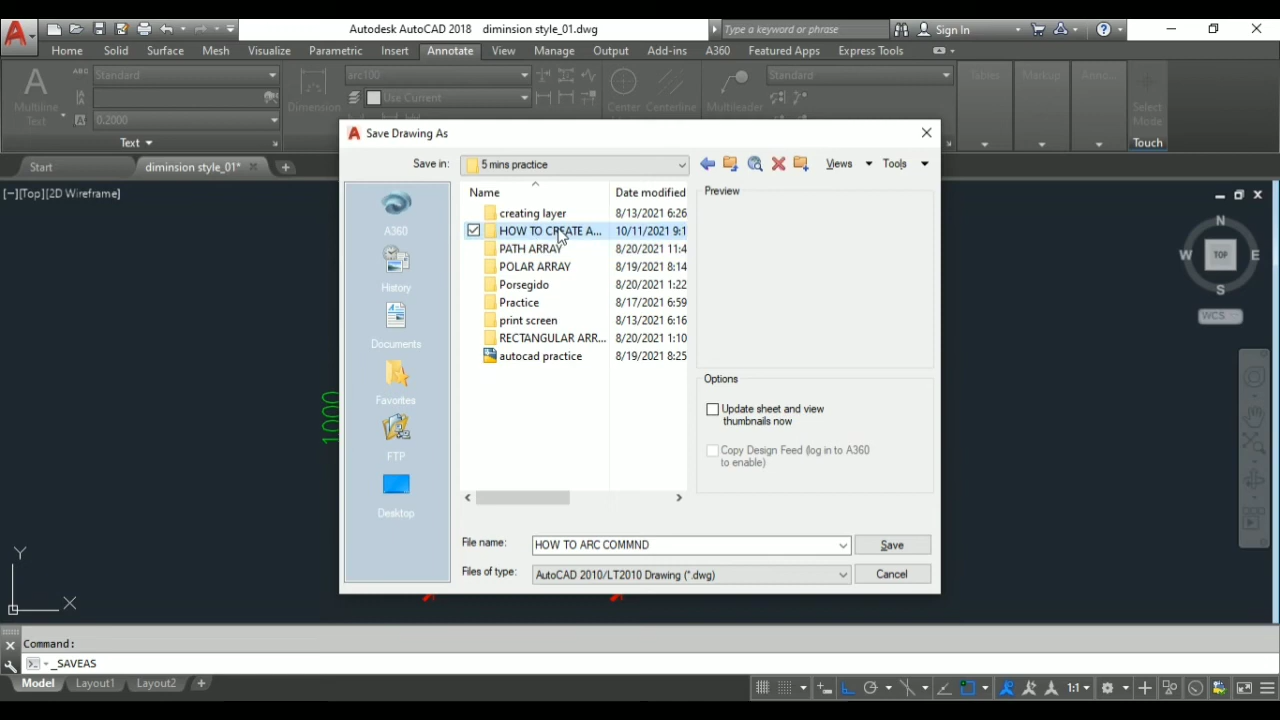 Autodesk AutoCAD 2018 diminsion style_01.dwg
Type a keyword or phrase
Sign In
Home Solid Surface Mesh Visualize Parametric Insert Annotate View Manage Output Add-ins A360 Featured Apps Express Tools
A Multiline Text
ABC Standard
0.2000
Text
Dimension
arc100
Use Current
Center Centerline
Multileader
Standard
Tables Markup Anno...
Select Mode
Touch
Start diminsion style_01*
[−][Top][2D Wireframe]
Save Drawing As
Save in: 5 mins practice Views Tools
Name Date modified
creating layer 8/13/2021 6:26
HOW TO CREATE A... 10/11/2021 9:1
PATH ARRAY 8/20/2021 11:4
POLAR ARRAY 8/19/2021 8:14
Porsegido 8/20/2021 1:22
Practice 8/17/2021 6:59
print screen 8/13/2021 6:16
RECTANGULAR ARR... 8/20/2021 1:10
autocad practice 8/19/2021 8:25
A360
History
Documents
Favorites
FTP
Desktop
Preview
Options
Update sheet and view
thumbnails now
Copy Design Feed (log in to A360
to enable)
File name: HOW TO ARC COMMND Save
Files of type: AutoCAD 2010/LT2010 Drawing (*.dwg) Cancel
N
W TOP E
S
WCS
1000
Y
X
Command:
_SAVEAS
Model Layout1 Layout2 +
1:1